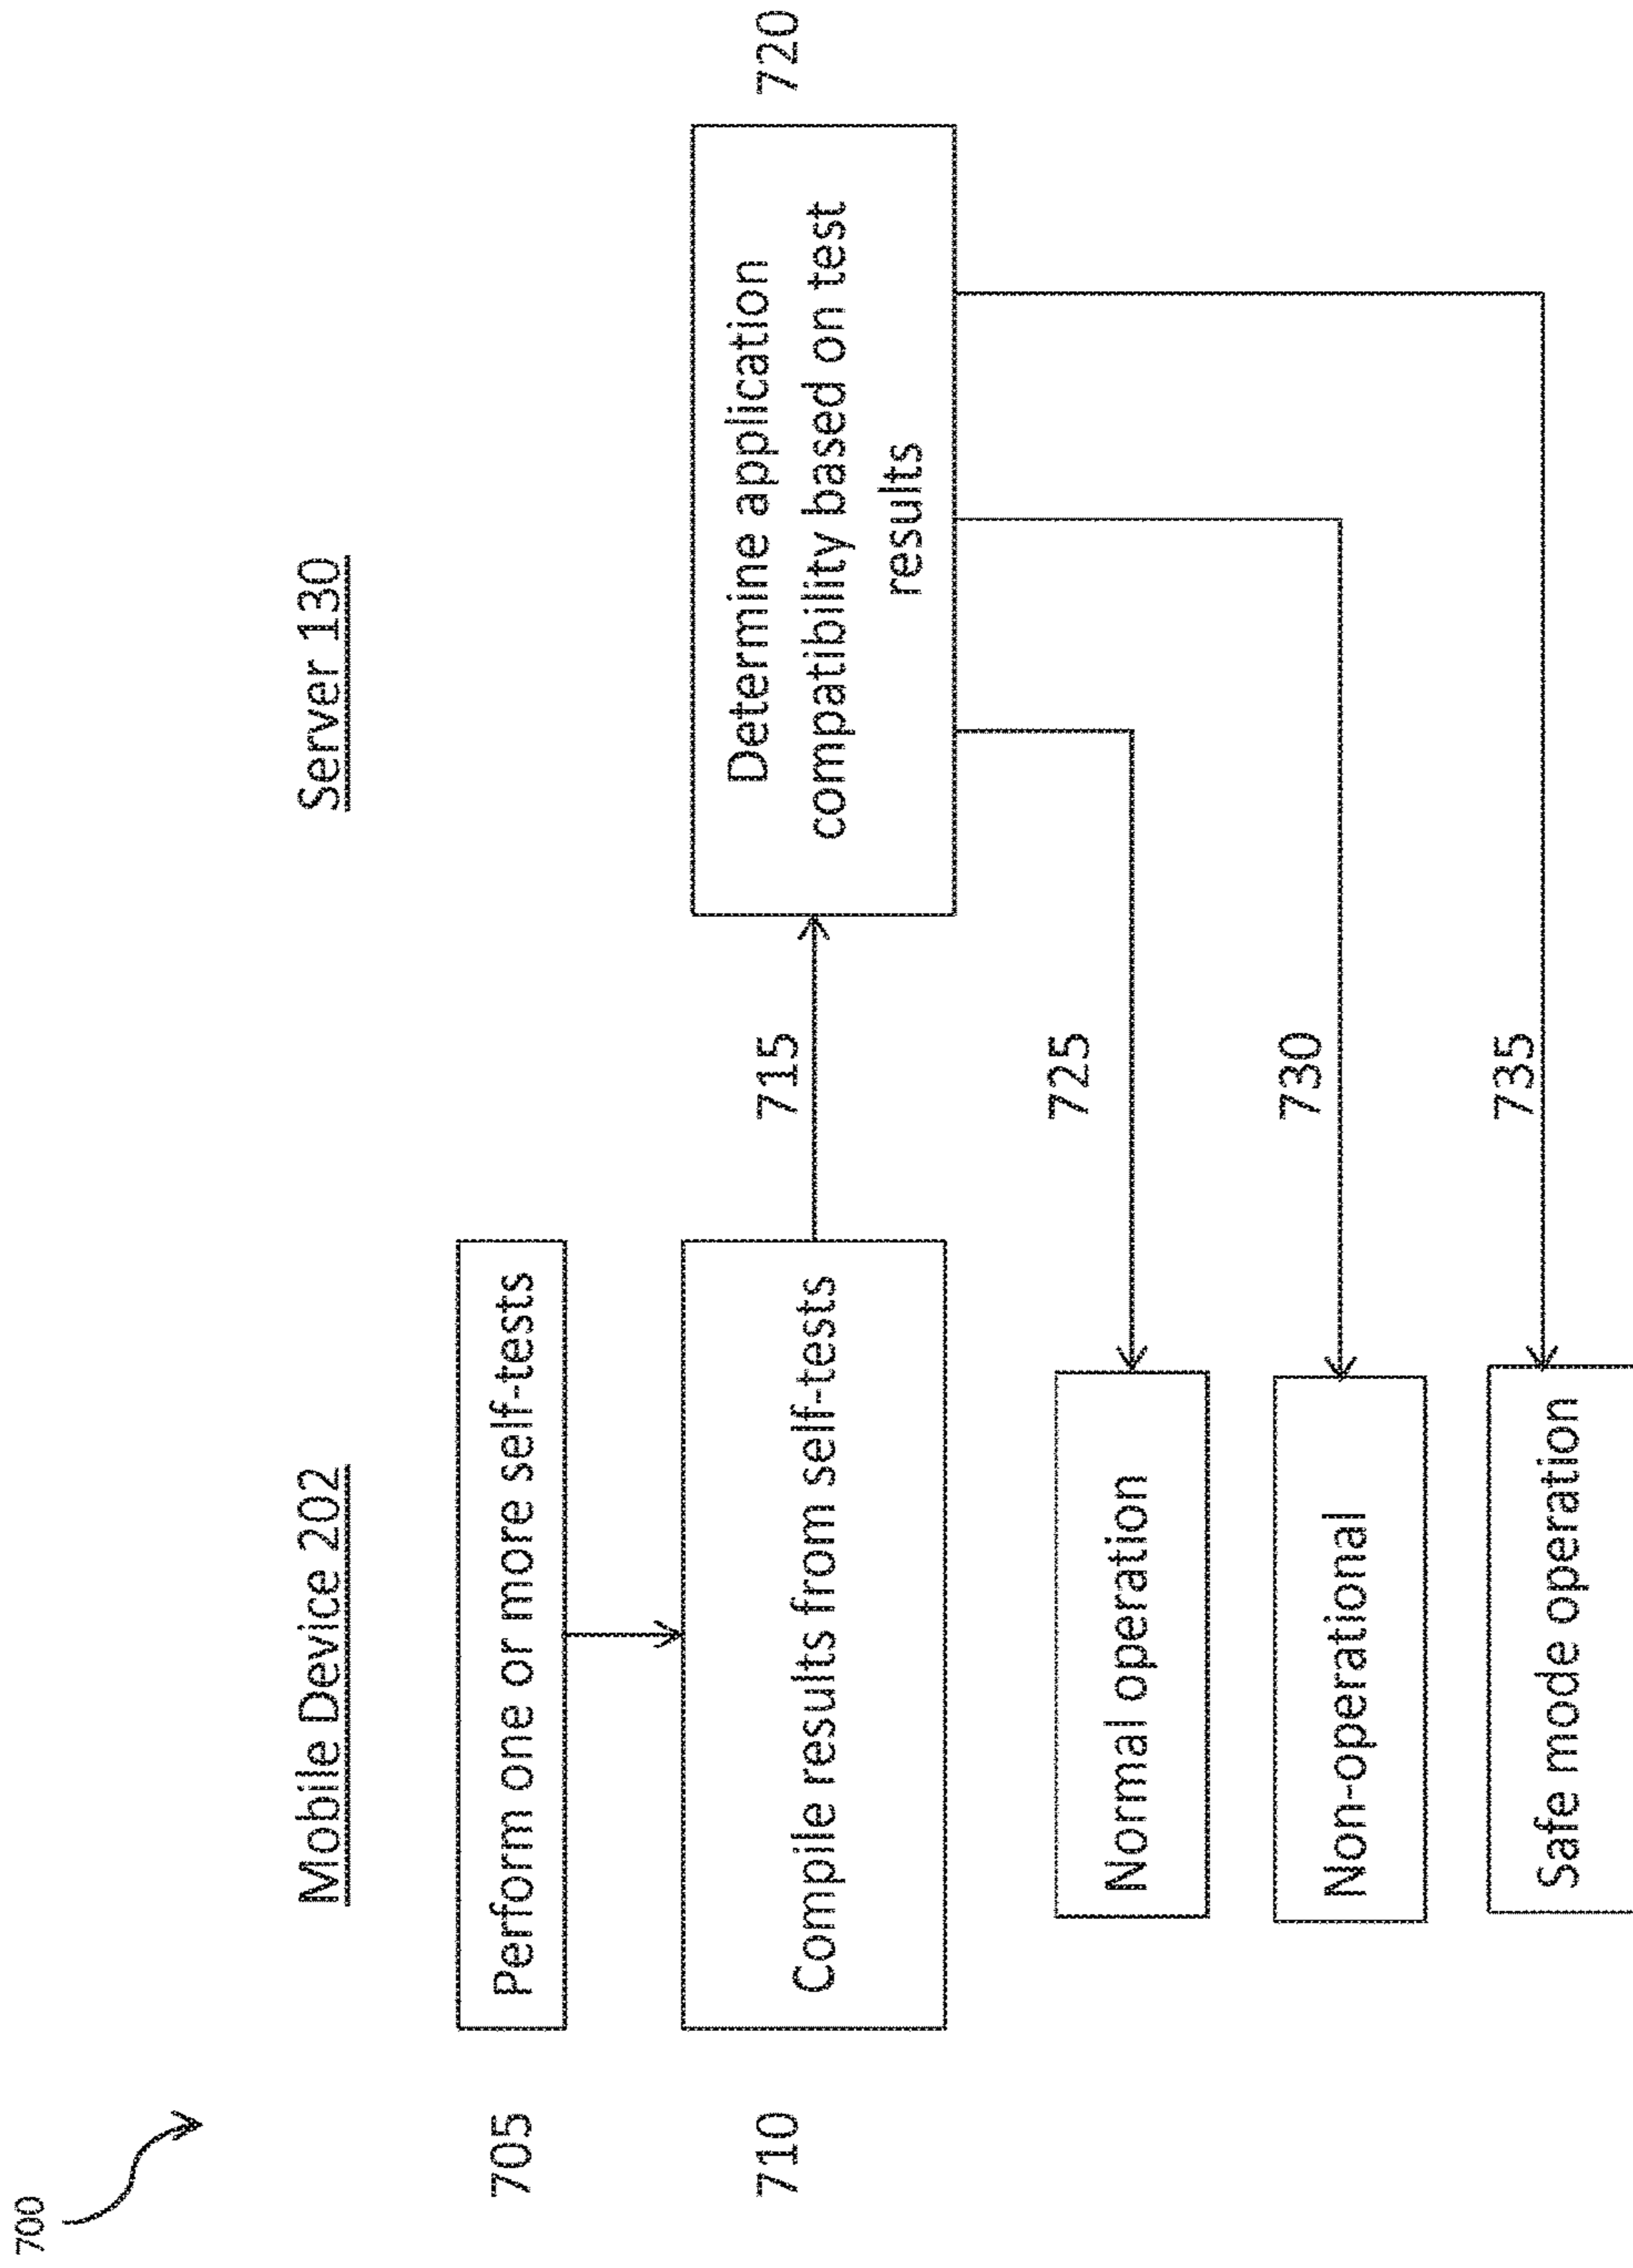 700
Mobile Device 202
Server 130
705
Perform one or more self-tests
710
Compile results from self-tests
715
Determine application
compatibility based on test
results
720
725
Normal operation
730
Non-operational
735
Safe mode operation